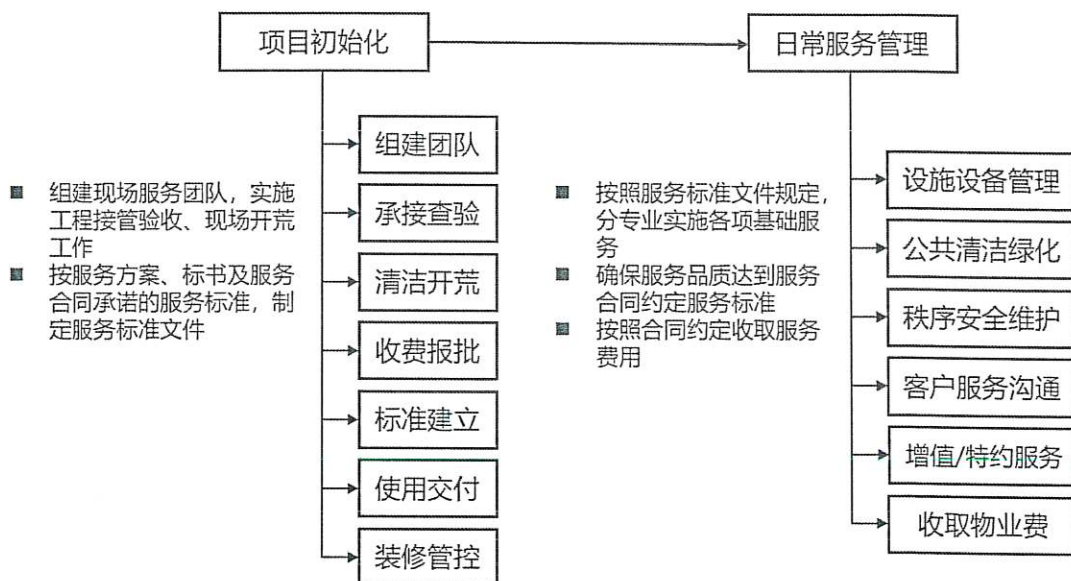 项目初始化
日常服务管理
组建现场服务团队，实施
工程接管验收、现场开荒
工作
按服务方案、标书及服务
合同承诺的服务标准，制
定服务标准文件
组建团队
承接查验
清洁开荒
收费报批
标准建立
使用交付
装修管控
按照服务标准文件规定，
分专业实施各项基础服
务
确保服务品质达到服务
合同约定服务标准
按照合同约定收取服务
费用
设施设备管理
公共清洁绿化
秩序安全维护
客户服务沟通
增值/特约服务
收取物业费